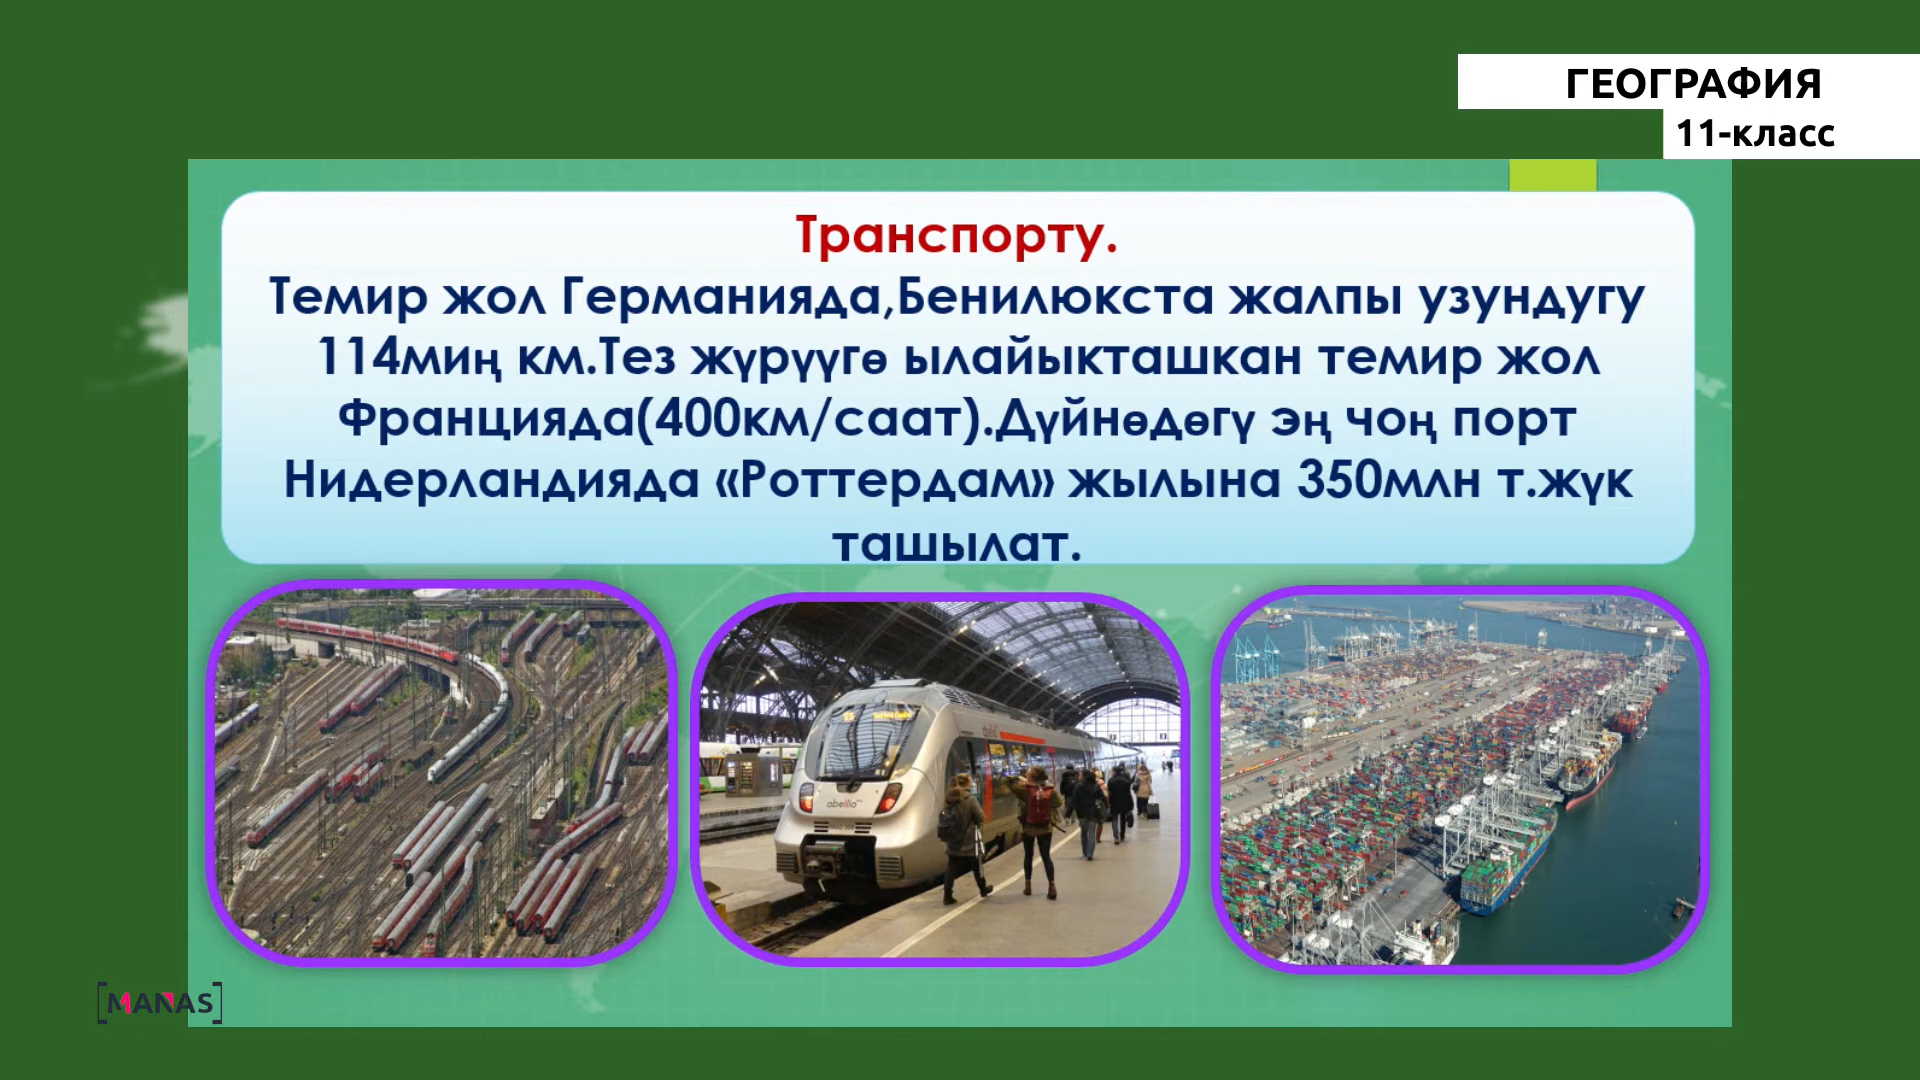 ГЕОГРАФИЯ
11-класс
Транспорту.
Темир жол Германияда,Бенилюкста жалпы узундугу
114миң км.Тез жүрүүгө ылайыкташкан темир жол
Францияда(400км/саат).Дүйнөдөгү эң чоң порт
Нидерландияда «Роттердам» жылына 350млн т.жүк
ташылат.
abellio
[MANAS]